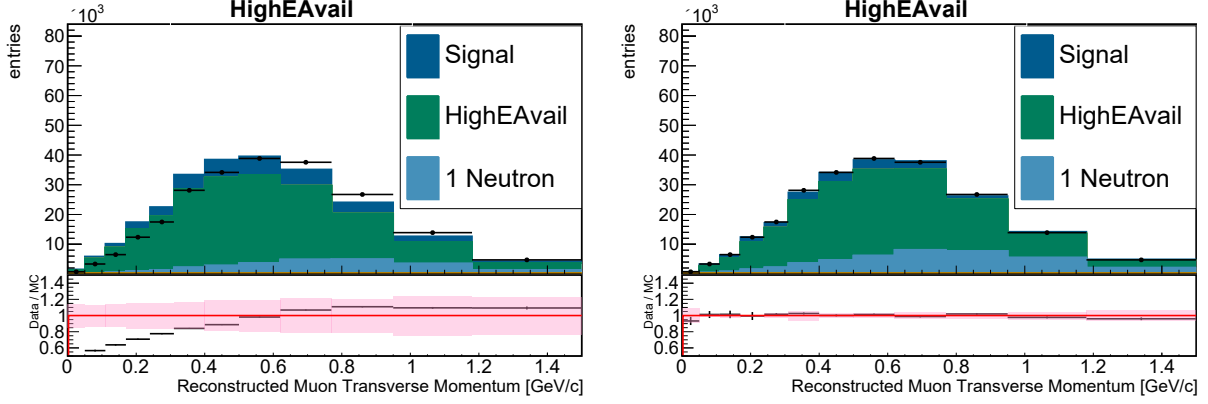 HighEAvail
×10³
entries
80
70
60
50
40
30
20
10
Signal
HighEAvail
1 Neutron
Data / MC
1.4
1.2
1
0.8
0.6
0 0.2 0.4 0.6 0.8 1 1.2 1.4
Reconstructed Muon Transverse Momentum [GeV/c]
HighEAvail
×10³
entries
80
70
60
50
40
30
20
10
Signal
HighEAvail
1 Neutron
Data / MC
1.4
1.2
1
0.8
0.6
0 0.2 0.4 0.6 0.8 1 1.2 1.4
Reconstructed Muon Transverse Momentum [GeV/c]